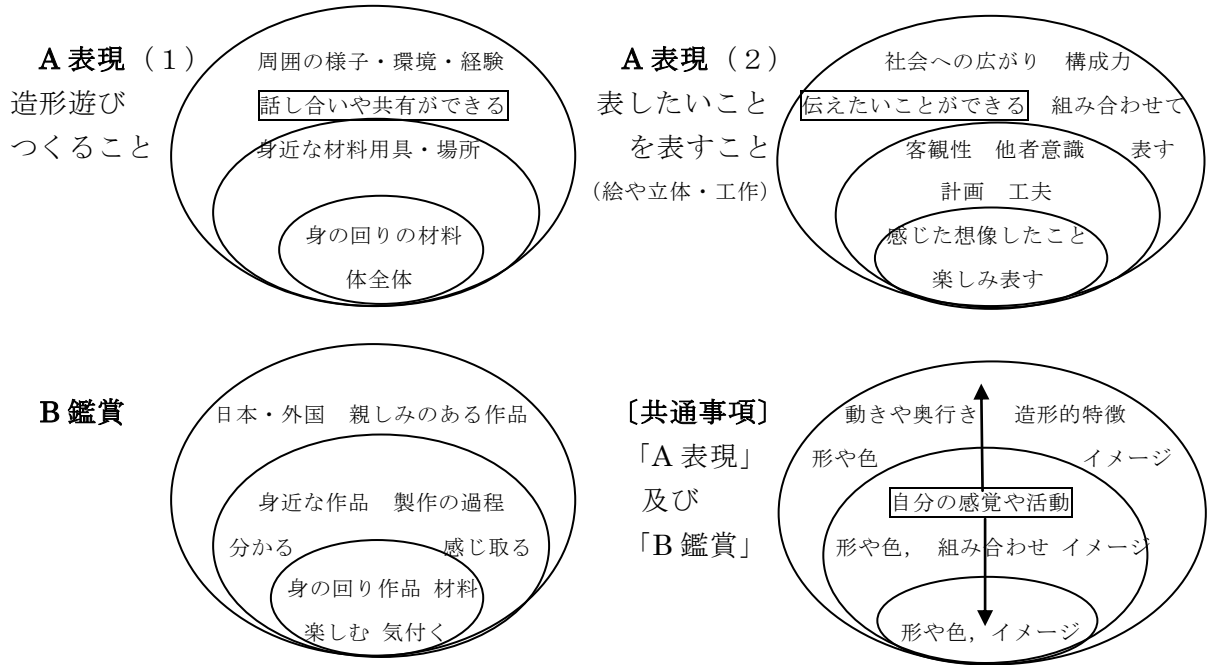 A 表現（１）
造形遊び
つくること
周囲の様子・環境・経験
話し合いや共有ができる
身近な材料用具・場所
身の回りの材料
体全体
A 表現（２）
表したいこと
を表すこと
（絵や立体・工作）
社会への広がり　構成力
伝えたいことができる　組み合わせて
客観性　他者意識　表す
計画　工夫
感じた想像したこと
楽しみ表す
B 鑑賞
日本・外国　親しみのある作品
身近な作品　製作の過程
分かる　感じ取る
身の回り作品 材料
楽しむ 気付く
〔共通事項〕
「A 表現」
及び
「B 鑑賞」
動きや奥行き　造形的特徴
形や色　イメージ
自分の感覚や活動
形や色，　組み合わせ イメージ
形や色，イメージ